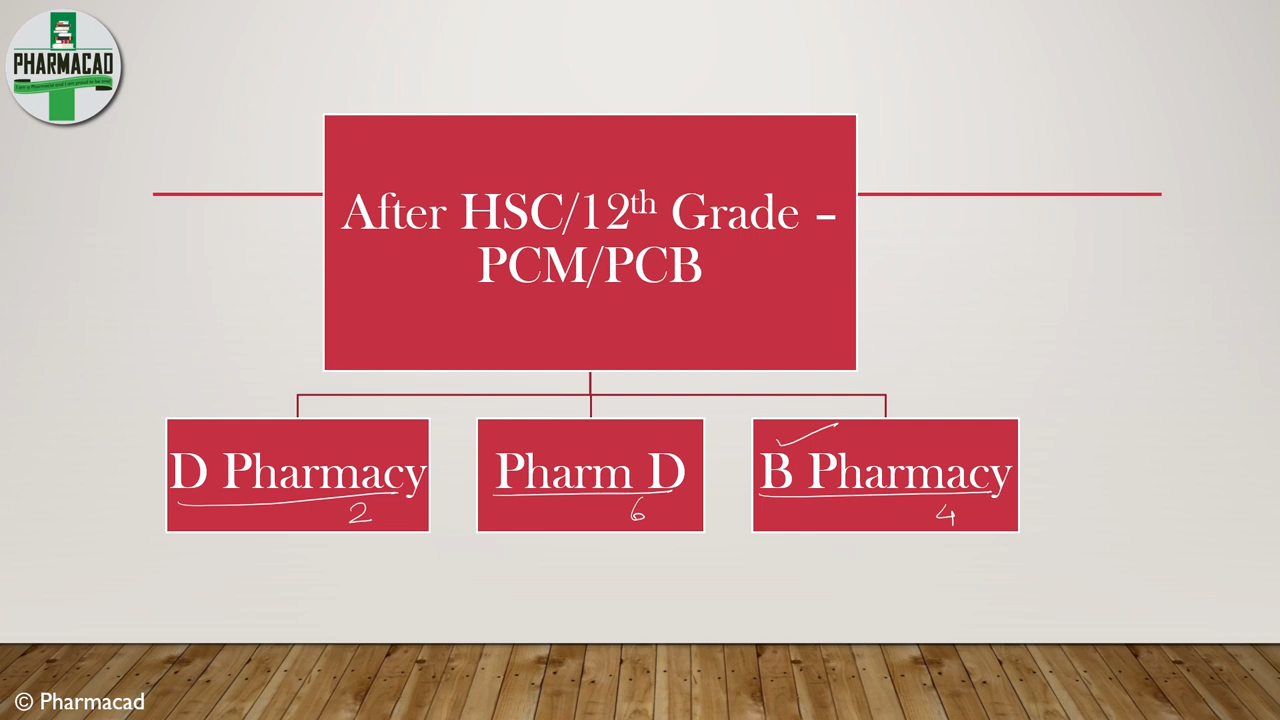 PHARMACAD
After HSC/12th Grade –
PCM/PCB
D Pharmacy
2
Pharm D
6
B Pharmacy
4
© Pharmacad